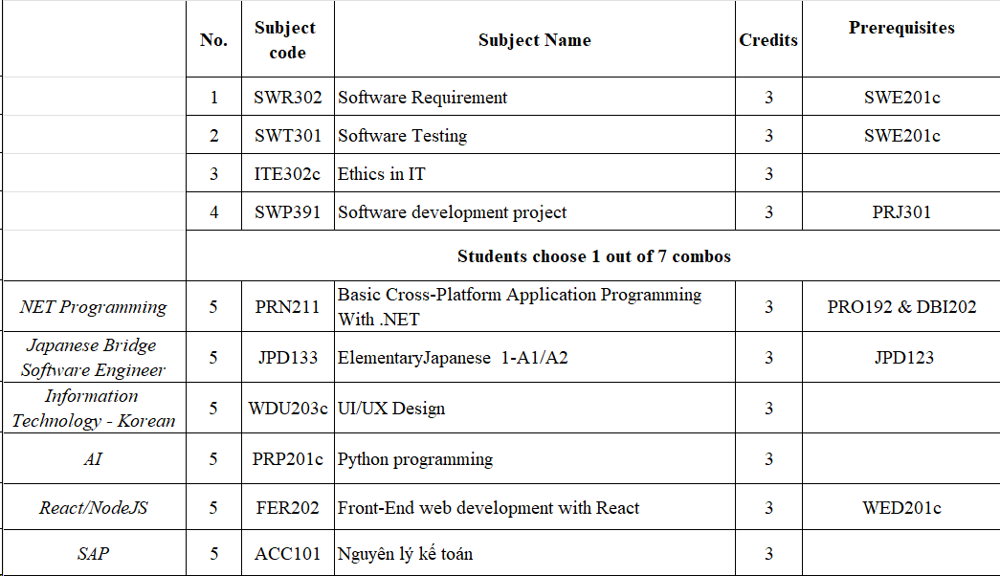 No. Subject code Subject Name Credits Prerequisites
1 SWR302 Software Requirement 3 SWE201c
2 SWT301 Software Testing 3 SWE201c
3 ITE302c Ethics in IT 3
4 SWP391 Software development project 3 PRJ301
Students choose 1 out of 7 combos
NET Programming 5 PRN211 Basic Cross-Platform Application Programming With .NET 3 PRO192 & DBI202
Japanese Bridge Software Engineer 5 JPD133 ElementaryJapanese 1-A1/A2 3 JPD123
Information Technology - Korean 5 WDU203c UI/UX Design 3
AI 5 PRP201c Python programming 3
React/NodeJS 5 FER202 Front-End web development with React 3 WED201c
SAP 5 ACC101 Nguyên lý kế toán 3